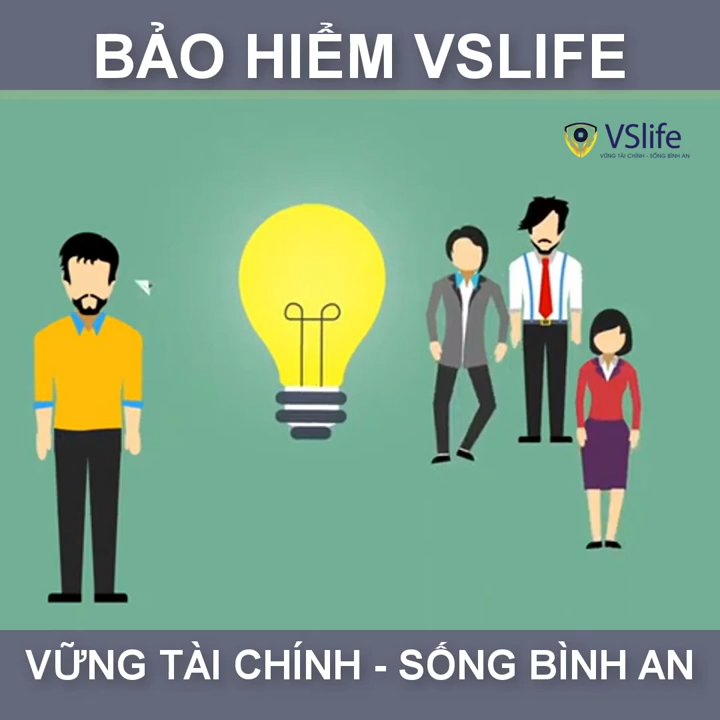 BẢO HIỂM VSLIFE
VSlife
VỮNG TÀI CHÍNH - SỐNG BÌNH AN
VỮNG TÀI CHÍNH - SỐNG BÌNH AN